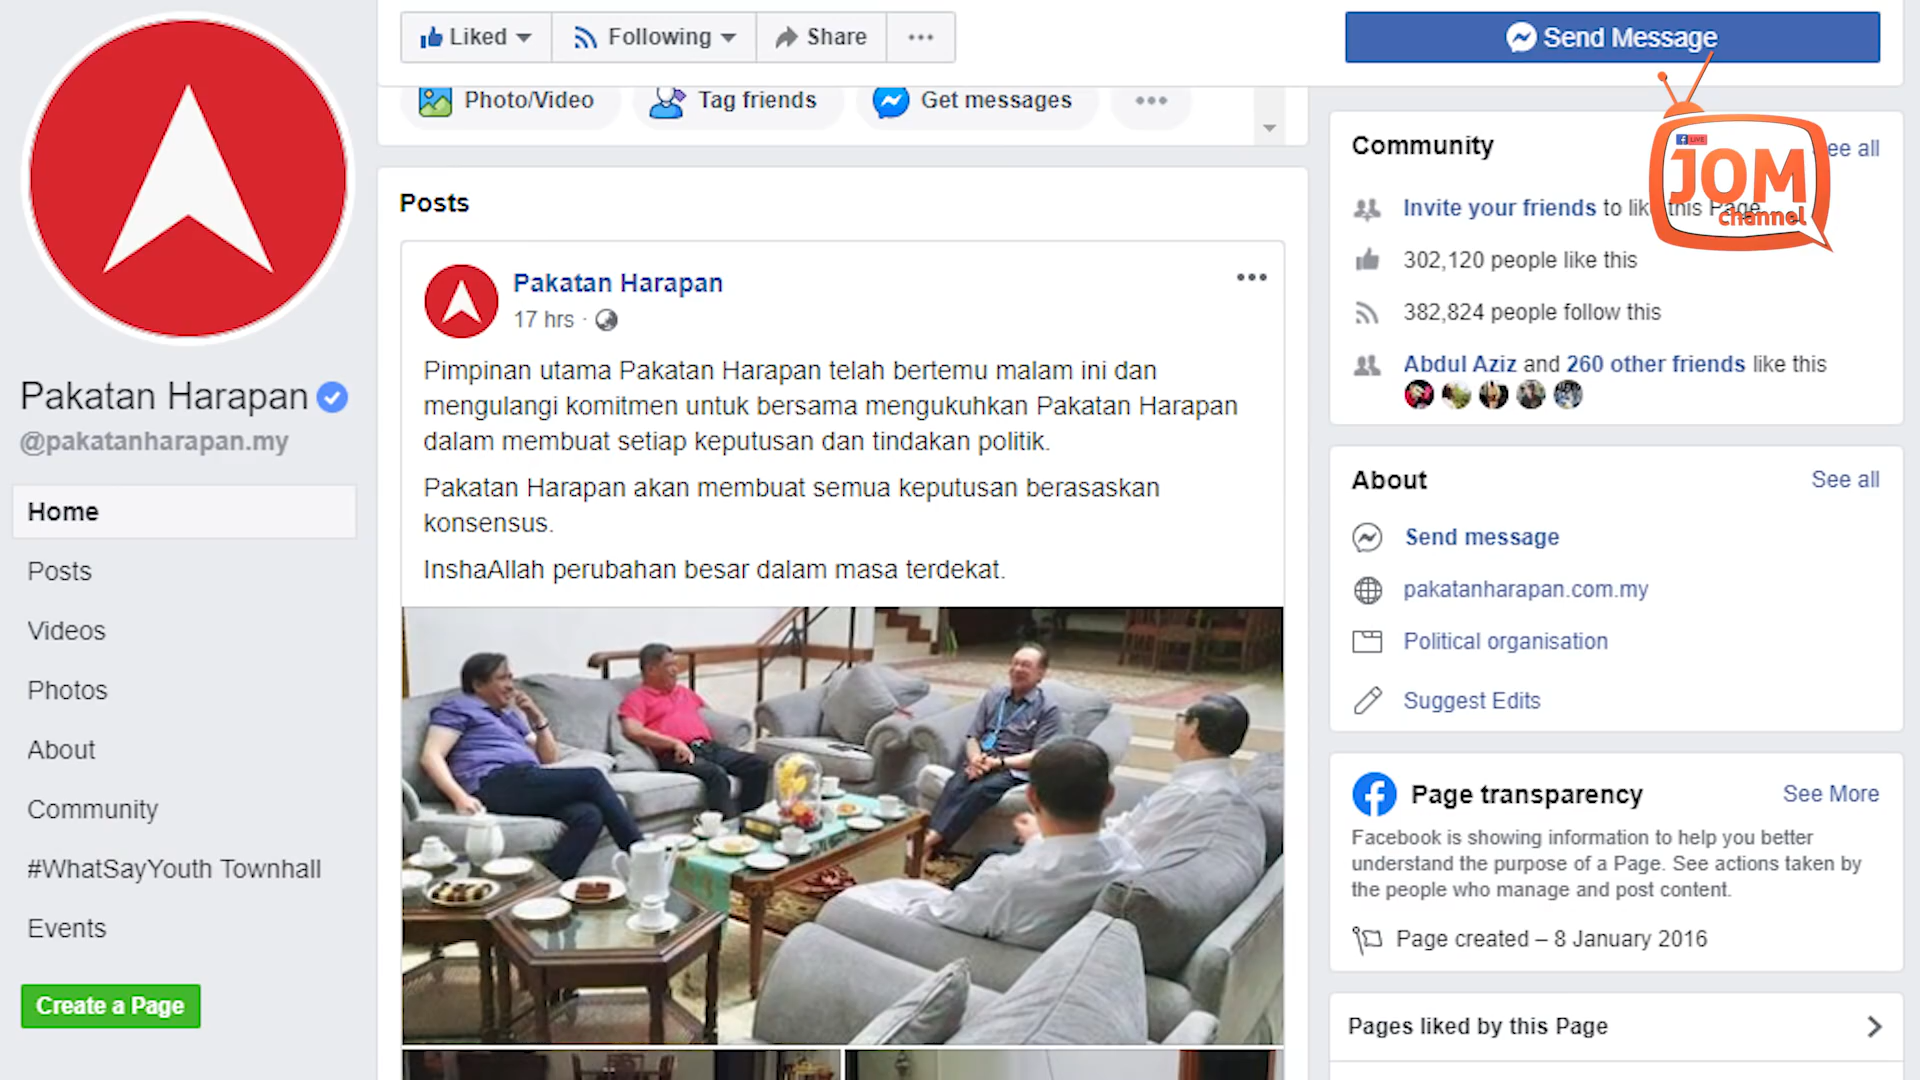 Liked
Following
Share
Send Message
Photo/Video
Tag friends
Get messages
Pakatan Harapan
@pakatanharapan.my
Home
Posts
Videos
Photos
About
Community
#WhatSayYouth Townhall
Events
Create a Page
Posts
Pakatan Harapan
17 hrs ·
Pimpinan utama Pakatan Harapan telah bertemu malam ini dan
mengulangi komitmen untuk bersama mengukuhkan Pakatan Harapan
dalam membuat setiap keputusan dan tindakan politik.
Pakatan Harapan akan membuat semua keputusan berasaskan
konsensus.
InshaAllah perubahan besar dalam masa terdekat.
Community
ee all
LIVE
JOM
channel
Invite your friends to lik this Page
302,120 people like this
382,824 people follow this
Abdul Aziz and 260 other friends like this
About
See all
Send message
pakatanharapan.com.my
Political organisation
Suggest Edits
Page transparency
See More
Facebook is showing information to help you better
understand the purpose of a Page. See actions taken by
the people who manage and post content.
Page created – 8 January 2016
Pages liked by this Page